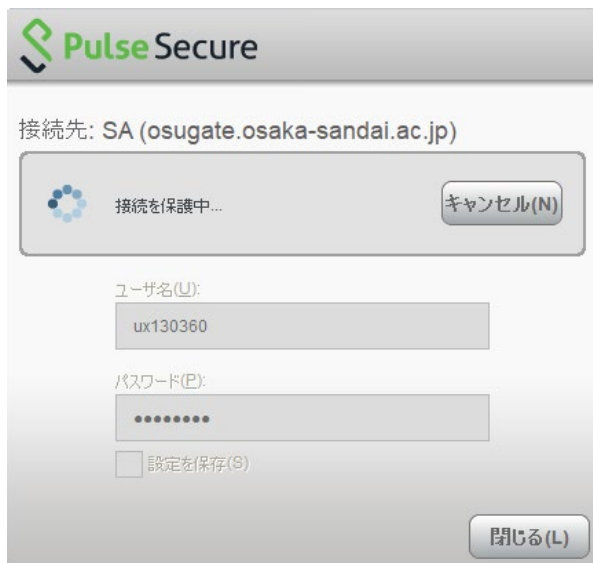 Pulse Secure
接続先: SA (osugate.osaka-sandai.ac.jp)
接続を保護中...
キャンセル(N)
ユーザ名(U):
ux130360
パスワード(P):
••••••••
設定を保存(S)
閉じる(L)